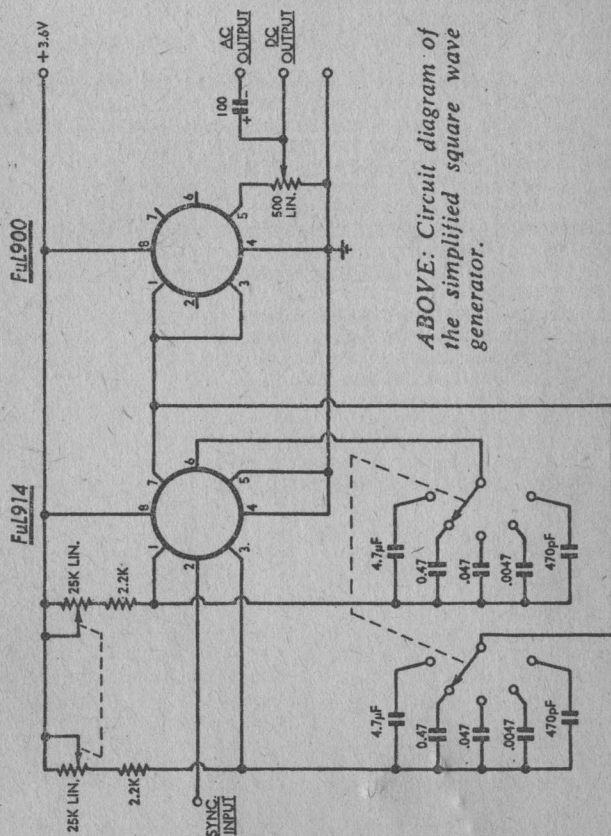 FuL914
FuL900
+3.6V
25K LIN.
25K LIN.
2.2K
2.2K
SYNC.
INPUT
1
2
3.
4
5
6
7
8
1
2
3
4
5
6
7
8
500
LIN.
100
+
-
AC
OUTPUT
DC
OUTPUT
4.7µF
0.47
.047
.0047
470pF
4.7µF
0.47
.047
.0047
470pF
ABOVE: Circuit diagram of
the simplified square wave
generator.